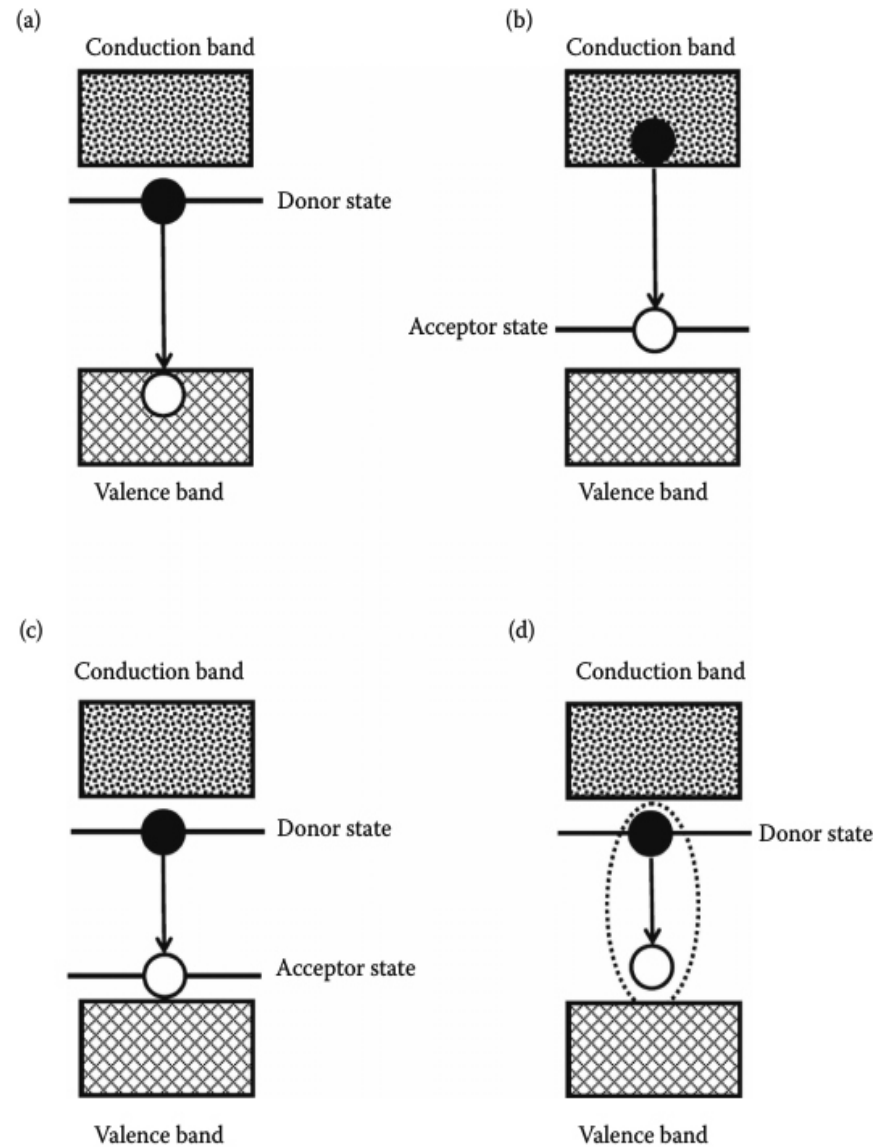 (a)
Conduction band
Donor state
Valence band
(b)
Conduction band
Acceptor state
Valence band
(c)
Conduction band
Donor state
Acceptor state
Valence band
(d)
Conduction band
Donor state
Valence band